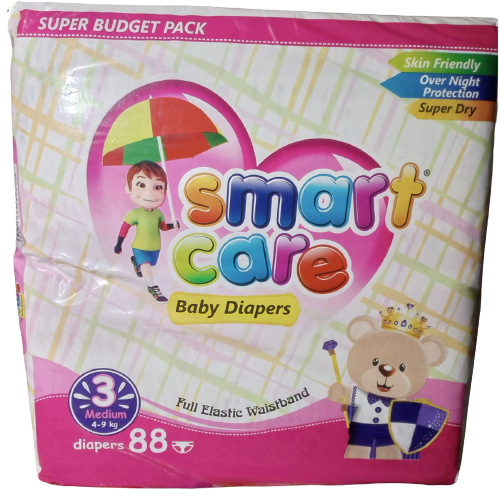 SUPER BUDGET PACK
Skin Friendly
Over Night
Protection
Super Dry
smart®
care
Baby Diapers
3
Medium
4-9 kg
Full Elastic Waistband
diapers 88